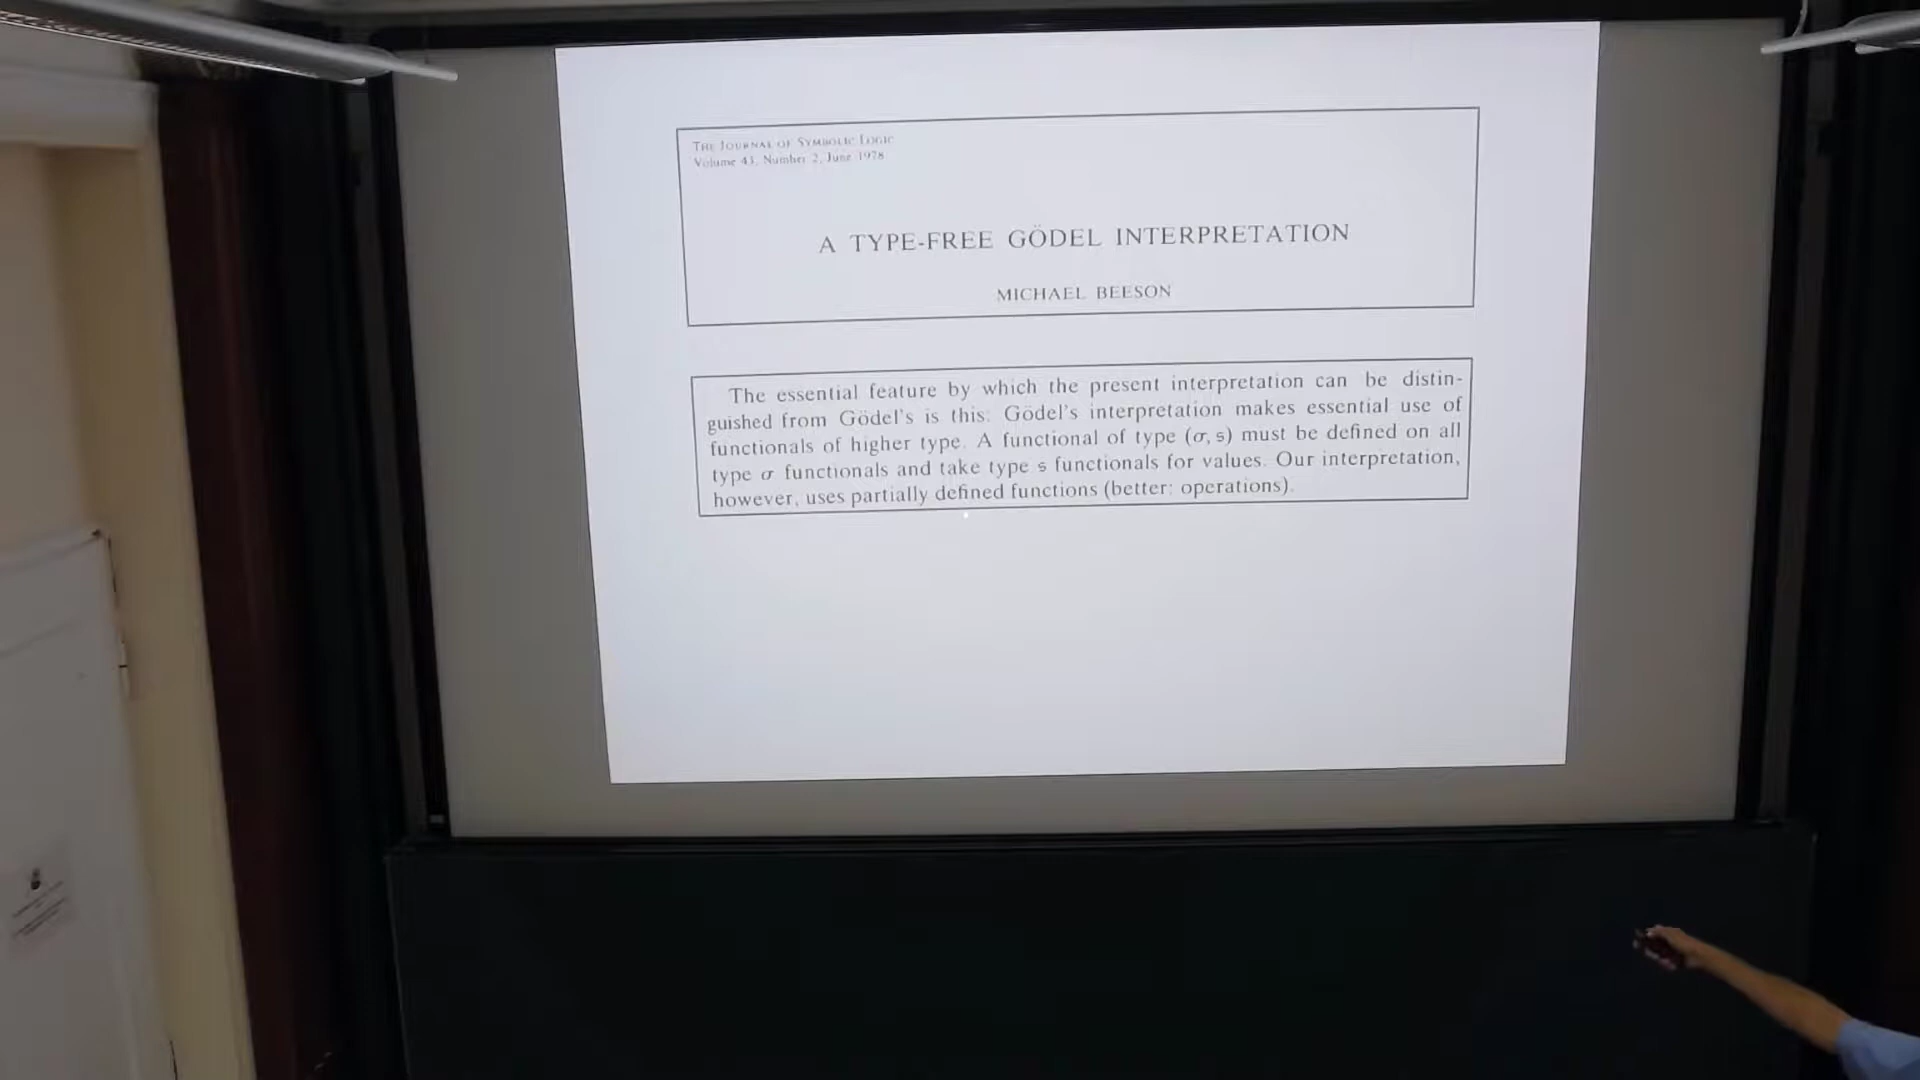 THE JOURNAL OF SYMBOLIC LOGIC
Volume 43, Number 2, June 1978
A TYPE-FREE GÖDEL INTERPRETATION
MICHAEL BEESON
The essential feature by which the present interpretation can be distin-
guished from Gödel's is this: Gödel's interpretation makes essential use of
functionals of higher type. A functional of type (σ, s) must be defined on all
type σ functionals and take type s functionals for values. Our interpretation,
however, uses partially defined functions (better: operations).